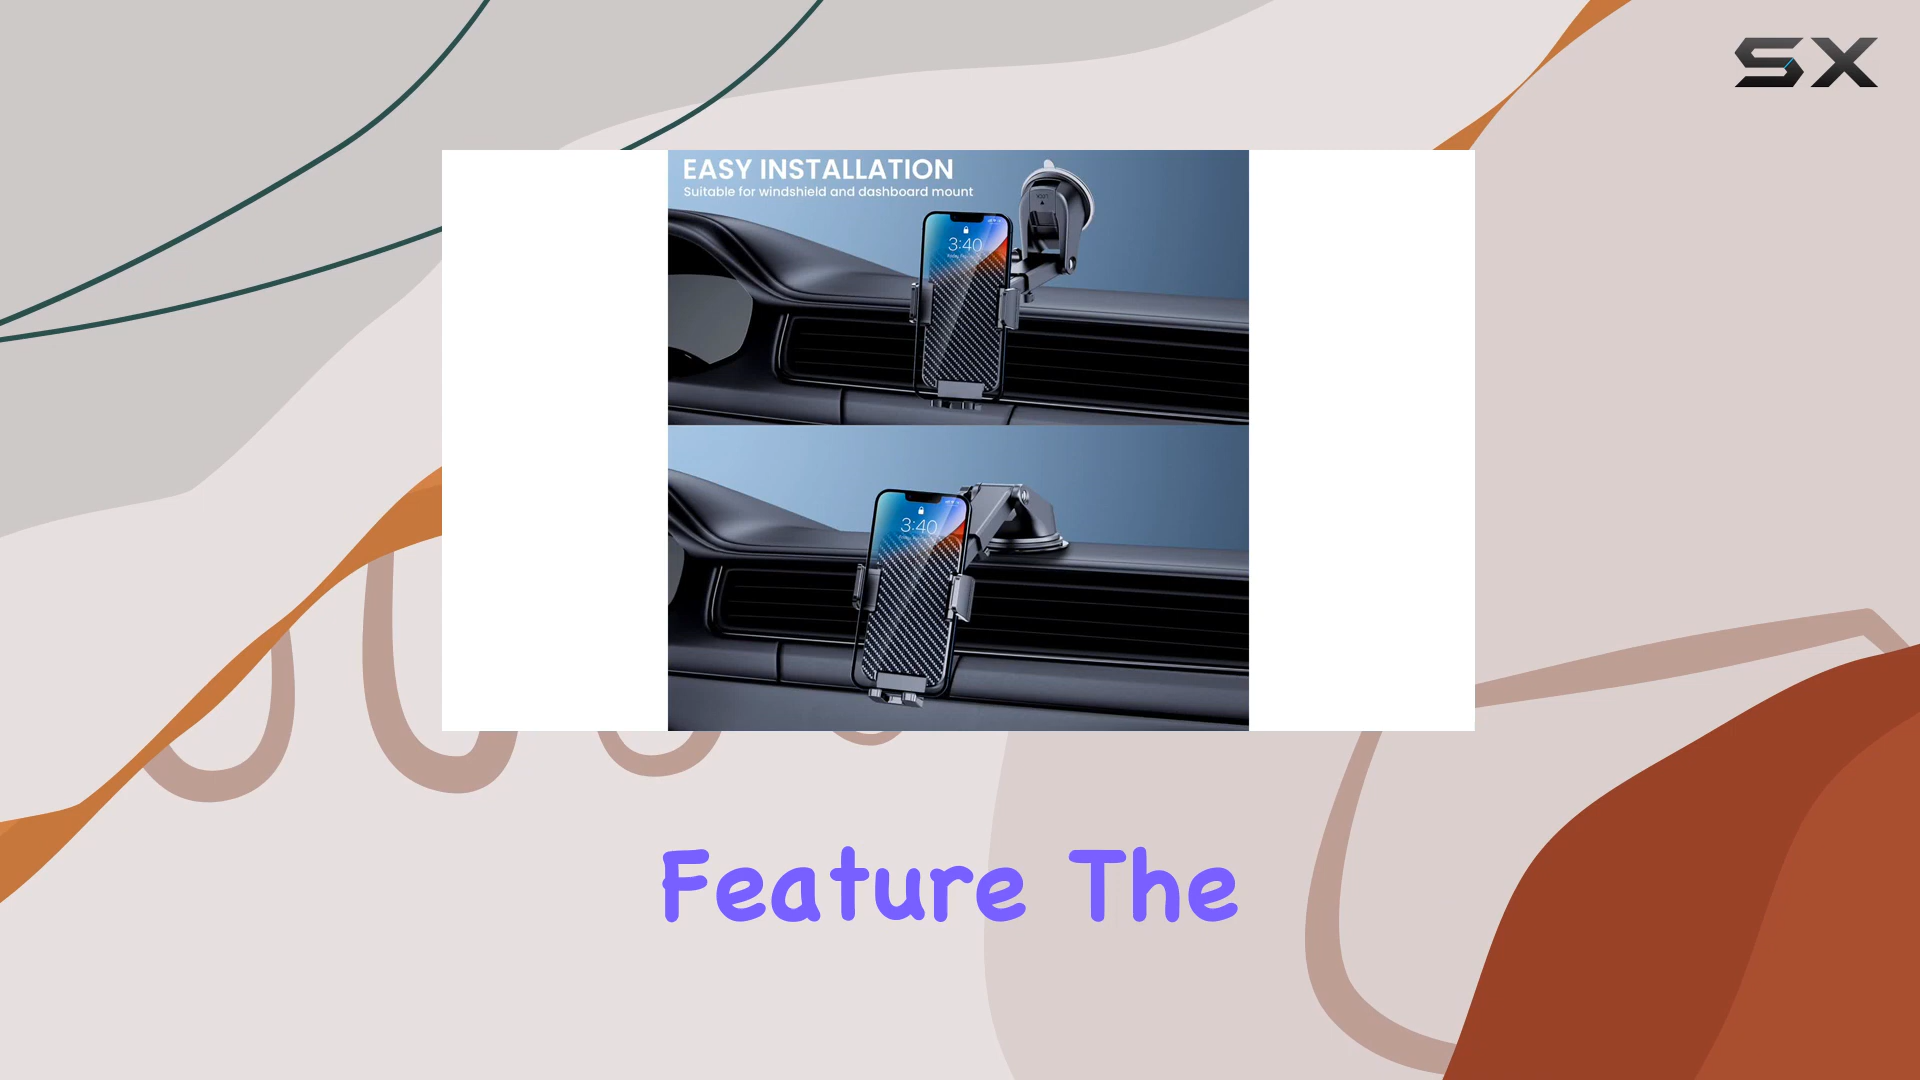 SX
EASY INSTALLATION
Suitable for windshield and dashboard mount
3:40
3:40
Feature The